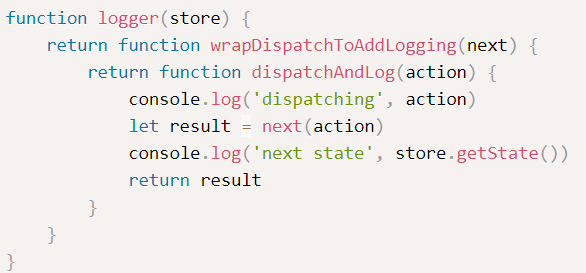 function logger(store) {
    return function wrapDispatchToAddLogging(next) {
        return function dispatchAndLog(action) {
            console.log('dispatching', action)
            let result = next(action)
            console.log('next state', store.getState())
            return result
        }
    }
}